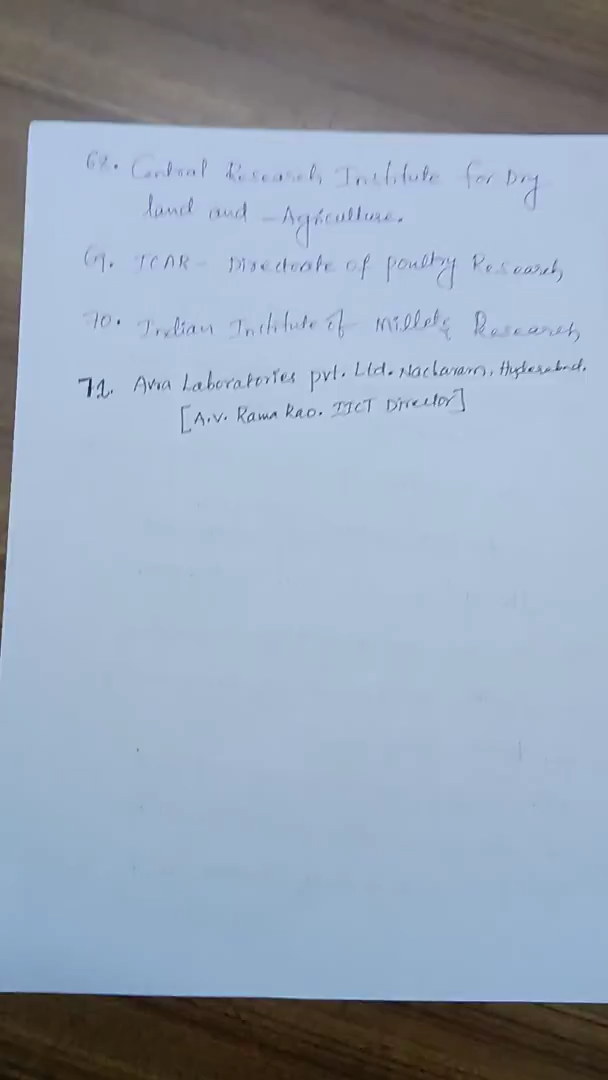 68. Central Research Institute for Dry
land and - Agriculture.
69. ICAR - Directorate of poultry Research
70. Indian Institute of Millets Research
71. Avra Laboratories pvt. Ltd. Nacharam, Hyderabad.
[A.V. Rama Rao. IICT Director]